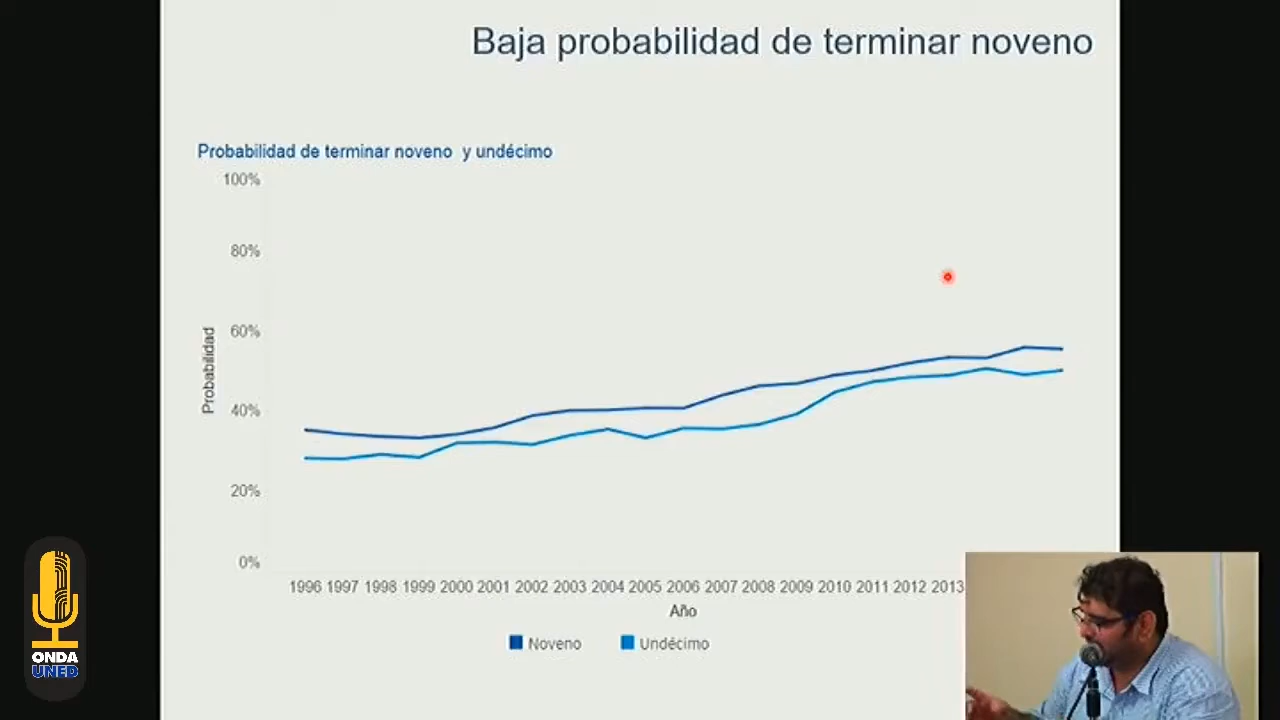 Baja probabilidad de terminar noveno
Probabilidad de terminar noveno y undécimo
100%
80%
60%
40%
20%
0%
Probabilidad
1996 1997 1998 1999 2000 2001 2002 2003 2004 2005 2006 2007 2008 2009 2010 2011 2012 2013
Año
Noveno Undécimo
ONDA
UNED